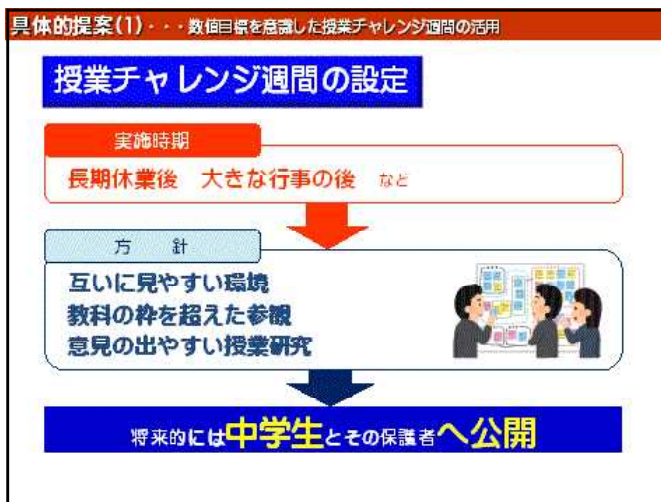 具体的提案(1)・・・数値目標を意識した授業チャレンジ週間の活用
授業チャレンジ週間の設定
実施時期
長期休業後　大きな行事の後　など
方　針
互いに見やすい環境
教科の枠を超えた参観
意見の出やすい授業研究
将来的には中学生とその保護者へ公開